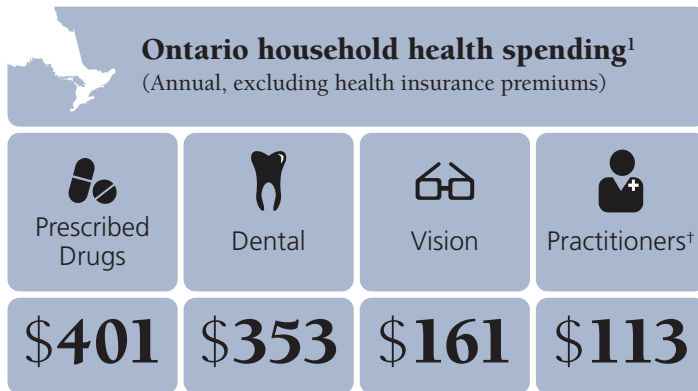 Ontario household health spending¹
(Annual, excluding health insurance premiums)
Prescribed
Drugs
Dental
Vision
Practitioners†
$401
$353
$161
$113